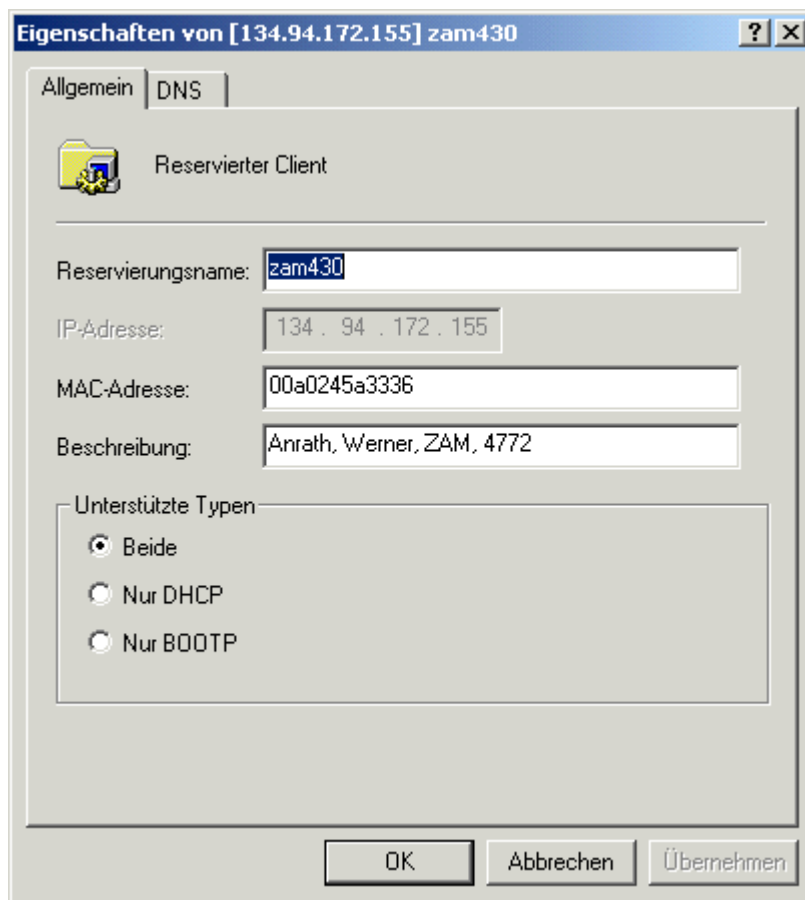 Eigenschaften von [134.94.172.155] zam430
Allgemein DNS
Reservierter Client
Reservierungsname: zam430
IP-Adresse: 134 . 94 . 172 . 155
MAC-Adresse: 00a0245a3336
Beschreibung: Anrath, Werner, ZAM, 4772
Unterstützte Typen
Beide
Nur DHCP
Nur BOOTP
OK Abbrechen Übernehmen